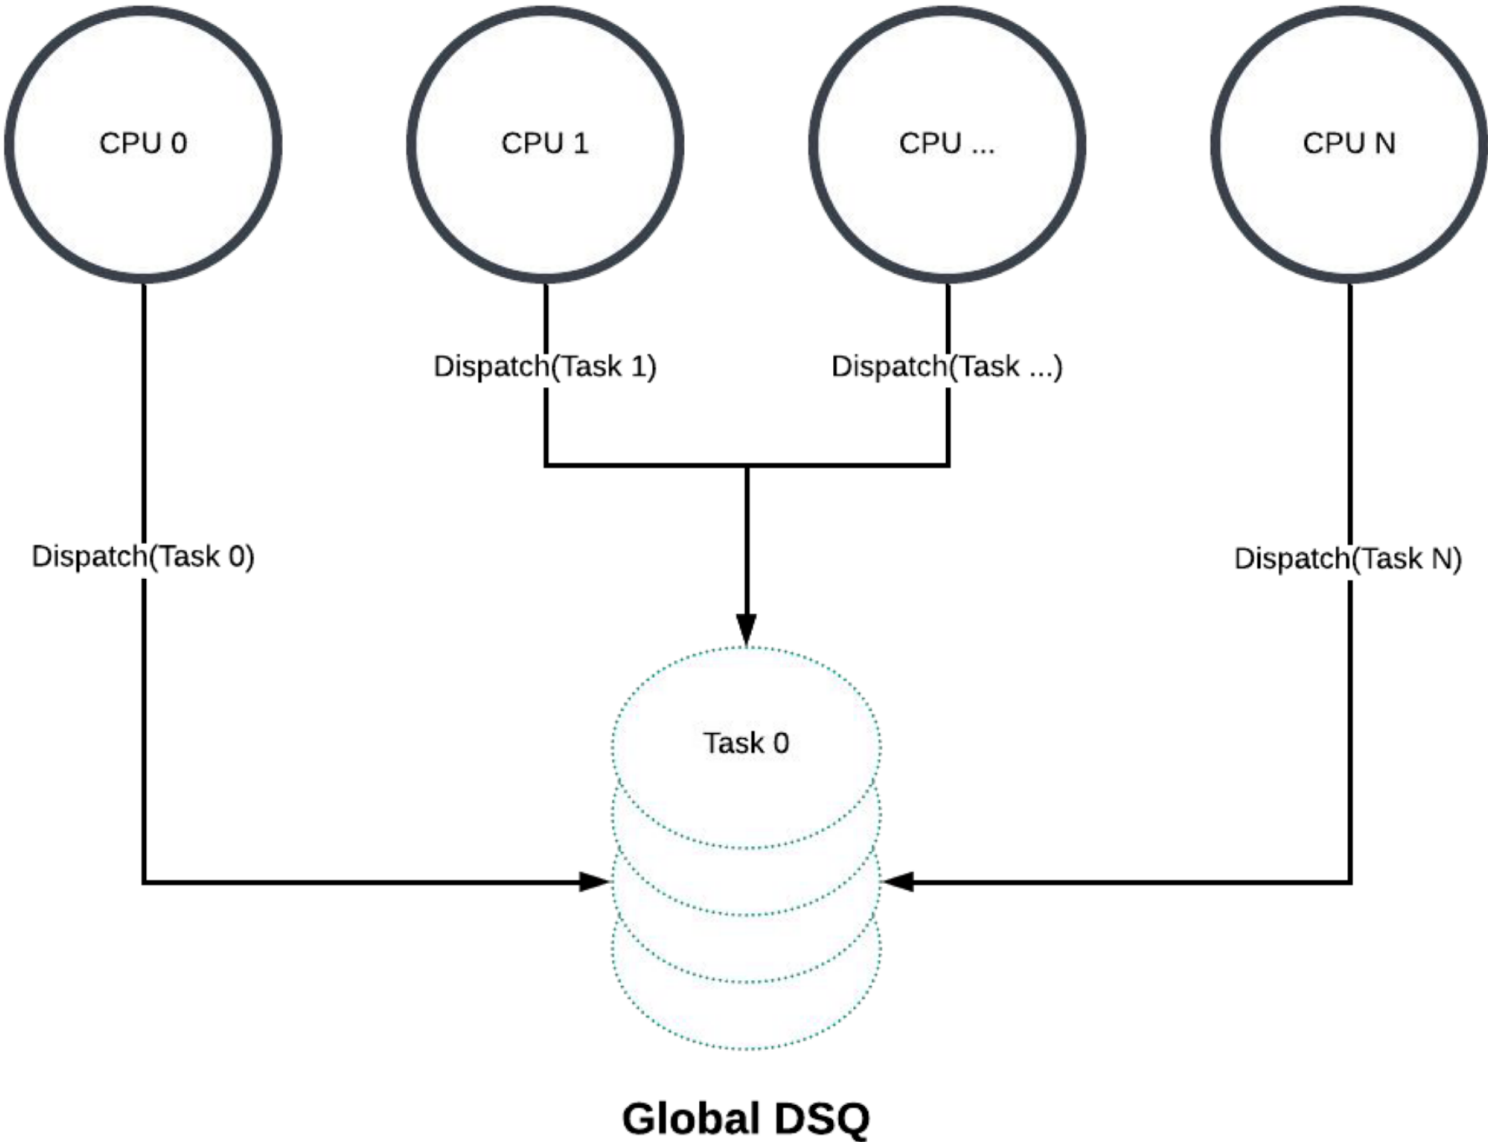 CPU 0
CPU 1
CPU ...
CPU N
Dispatch(Task 1)
Dispatch(Task ...)
Dispatch(Task 0)
Dispatch(Task N)
Task 0
Global DSQ